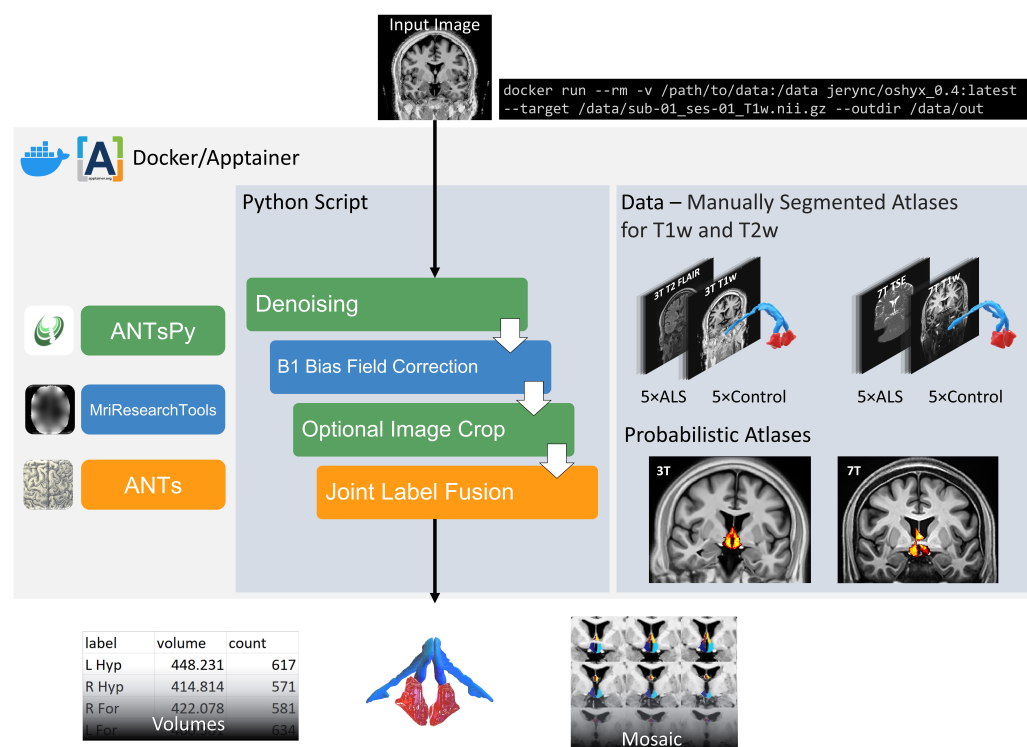 Input Image
docker run --rm -v /path/to/data:/data jerync/oshyx_0.4:latest
--target /data/sub-01_ses-01_T1w.nii.gz --outdir /data/out
[A]
apptainer.org
Docker/Apptainer
Python Script
Denoising
B1 Bias Field Correction
Optional Image Crop
Joint Label Fusion
ANTsPy
MriResearchTools
ANTs
Data – Manually Segmented Atlases
for T1w and T2w
3T T2 FLAIR
3T T1w
7T TSE
7T T1w
5×ALS 5×Control
5×ALS 5×Control
Probabilistic Atlases
3T
7T
label volume count
L Hyp 448.231 617
R Hyp 414.814 571
R For 422.078 581
L For 634
Volumes
Mosaic